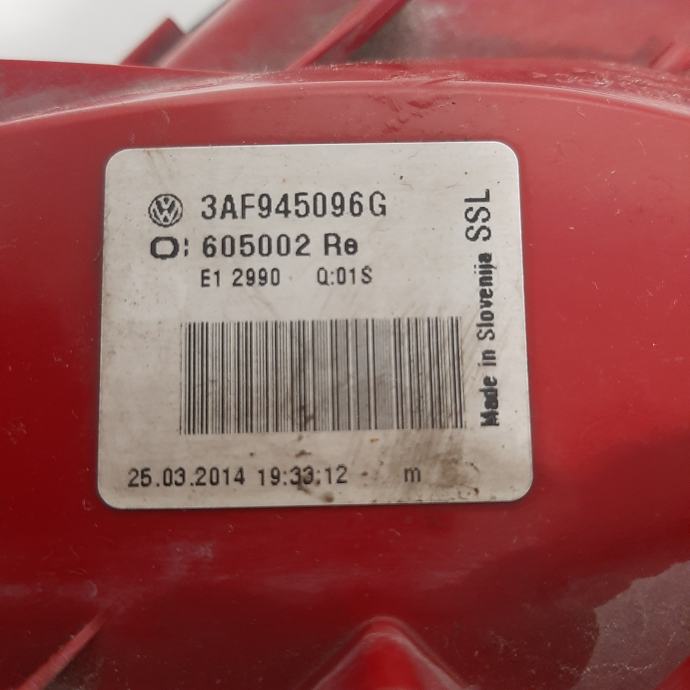 3AF945096G
O: 605002 Re
E1 2990 Q:01S
25.03.2014 19:33:12 m
Made in Slovenija SSL